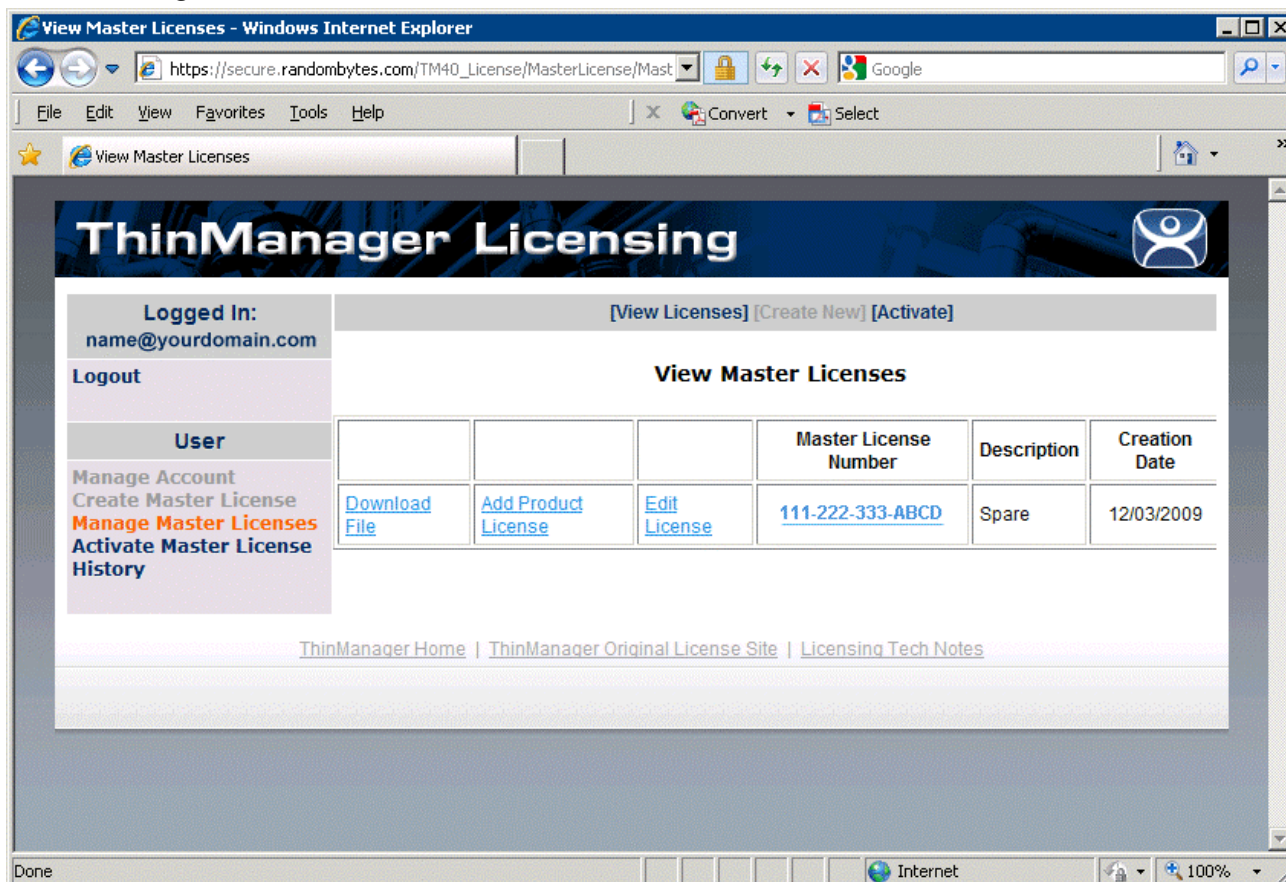 View Master Licenses - Windows Internet Explorer
https://secure.randombytes.com/TM40_License/MasterLicense/Mast
Google
File Edit View Favorites Tools Help
Convert Select
View Master Licenses
ThinManager Licensing
Logged In:
name@yourdomain.com
Logout
[View Licenses] [Create New] [Activate]
View Master Licenses
User
Manage Account
Create Master License
Manage Master Licenses
Activate Master License
History
Master License Number Description Creation Date
Download File Add Product License Edit License 111-222-333-ABCD Spare 12/03/2009
ThinManager Home | ThinManager Original License Site | Licensing Tech Notes
Done Internet 100%